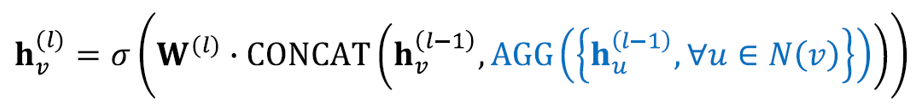 𝐡_v^{(l)} = σ(𝐖^{(l)} · CONCAT(𝐡_v^{(l−1)}, AGG({𝐡_u^{(l−1)}, ∀u ∈ N(v)})))